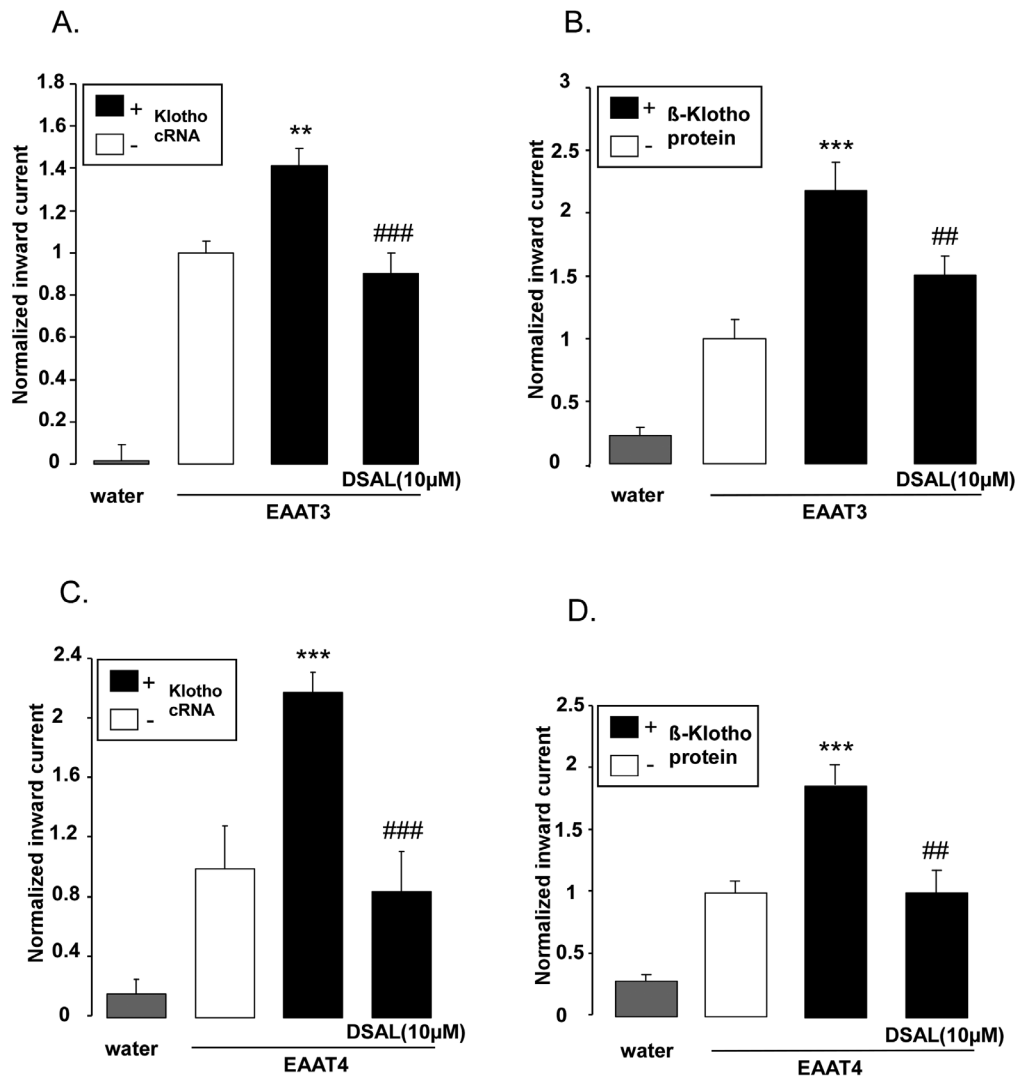 A.
Normalized inward current
1.8
1.6
1.4
1.2
1
0.8
0.6
0.4
0.2
0
+ Klotho
- cRNA
**
###
DSAL(10µM)
water
EAAT3
B.
Normalized inward current
3
2.5
2
1.5
1
0.5
0
+ ß-Klotho
- protein
***
##
DSAL(10µM)
water
EAAT3
C.
Normalized inward current
2.4
2
1.6
1.2
0.8
0.4
0
+ Klotho
- cRNA
***
###
DSAL(10µM)
water
EAAT4
D.
Normalized inward current
2.5
2
1.5
1
0.5
0
+ ß-Klotho
- protein
***
##
DSAL(10µM)
water
EAAT4